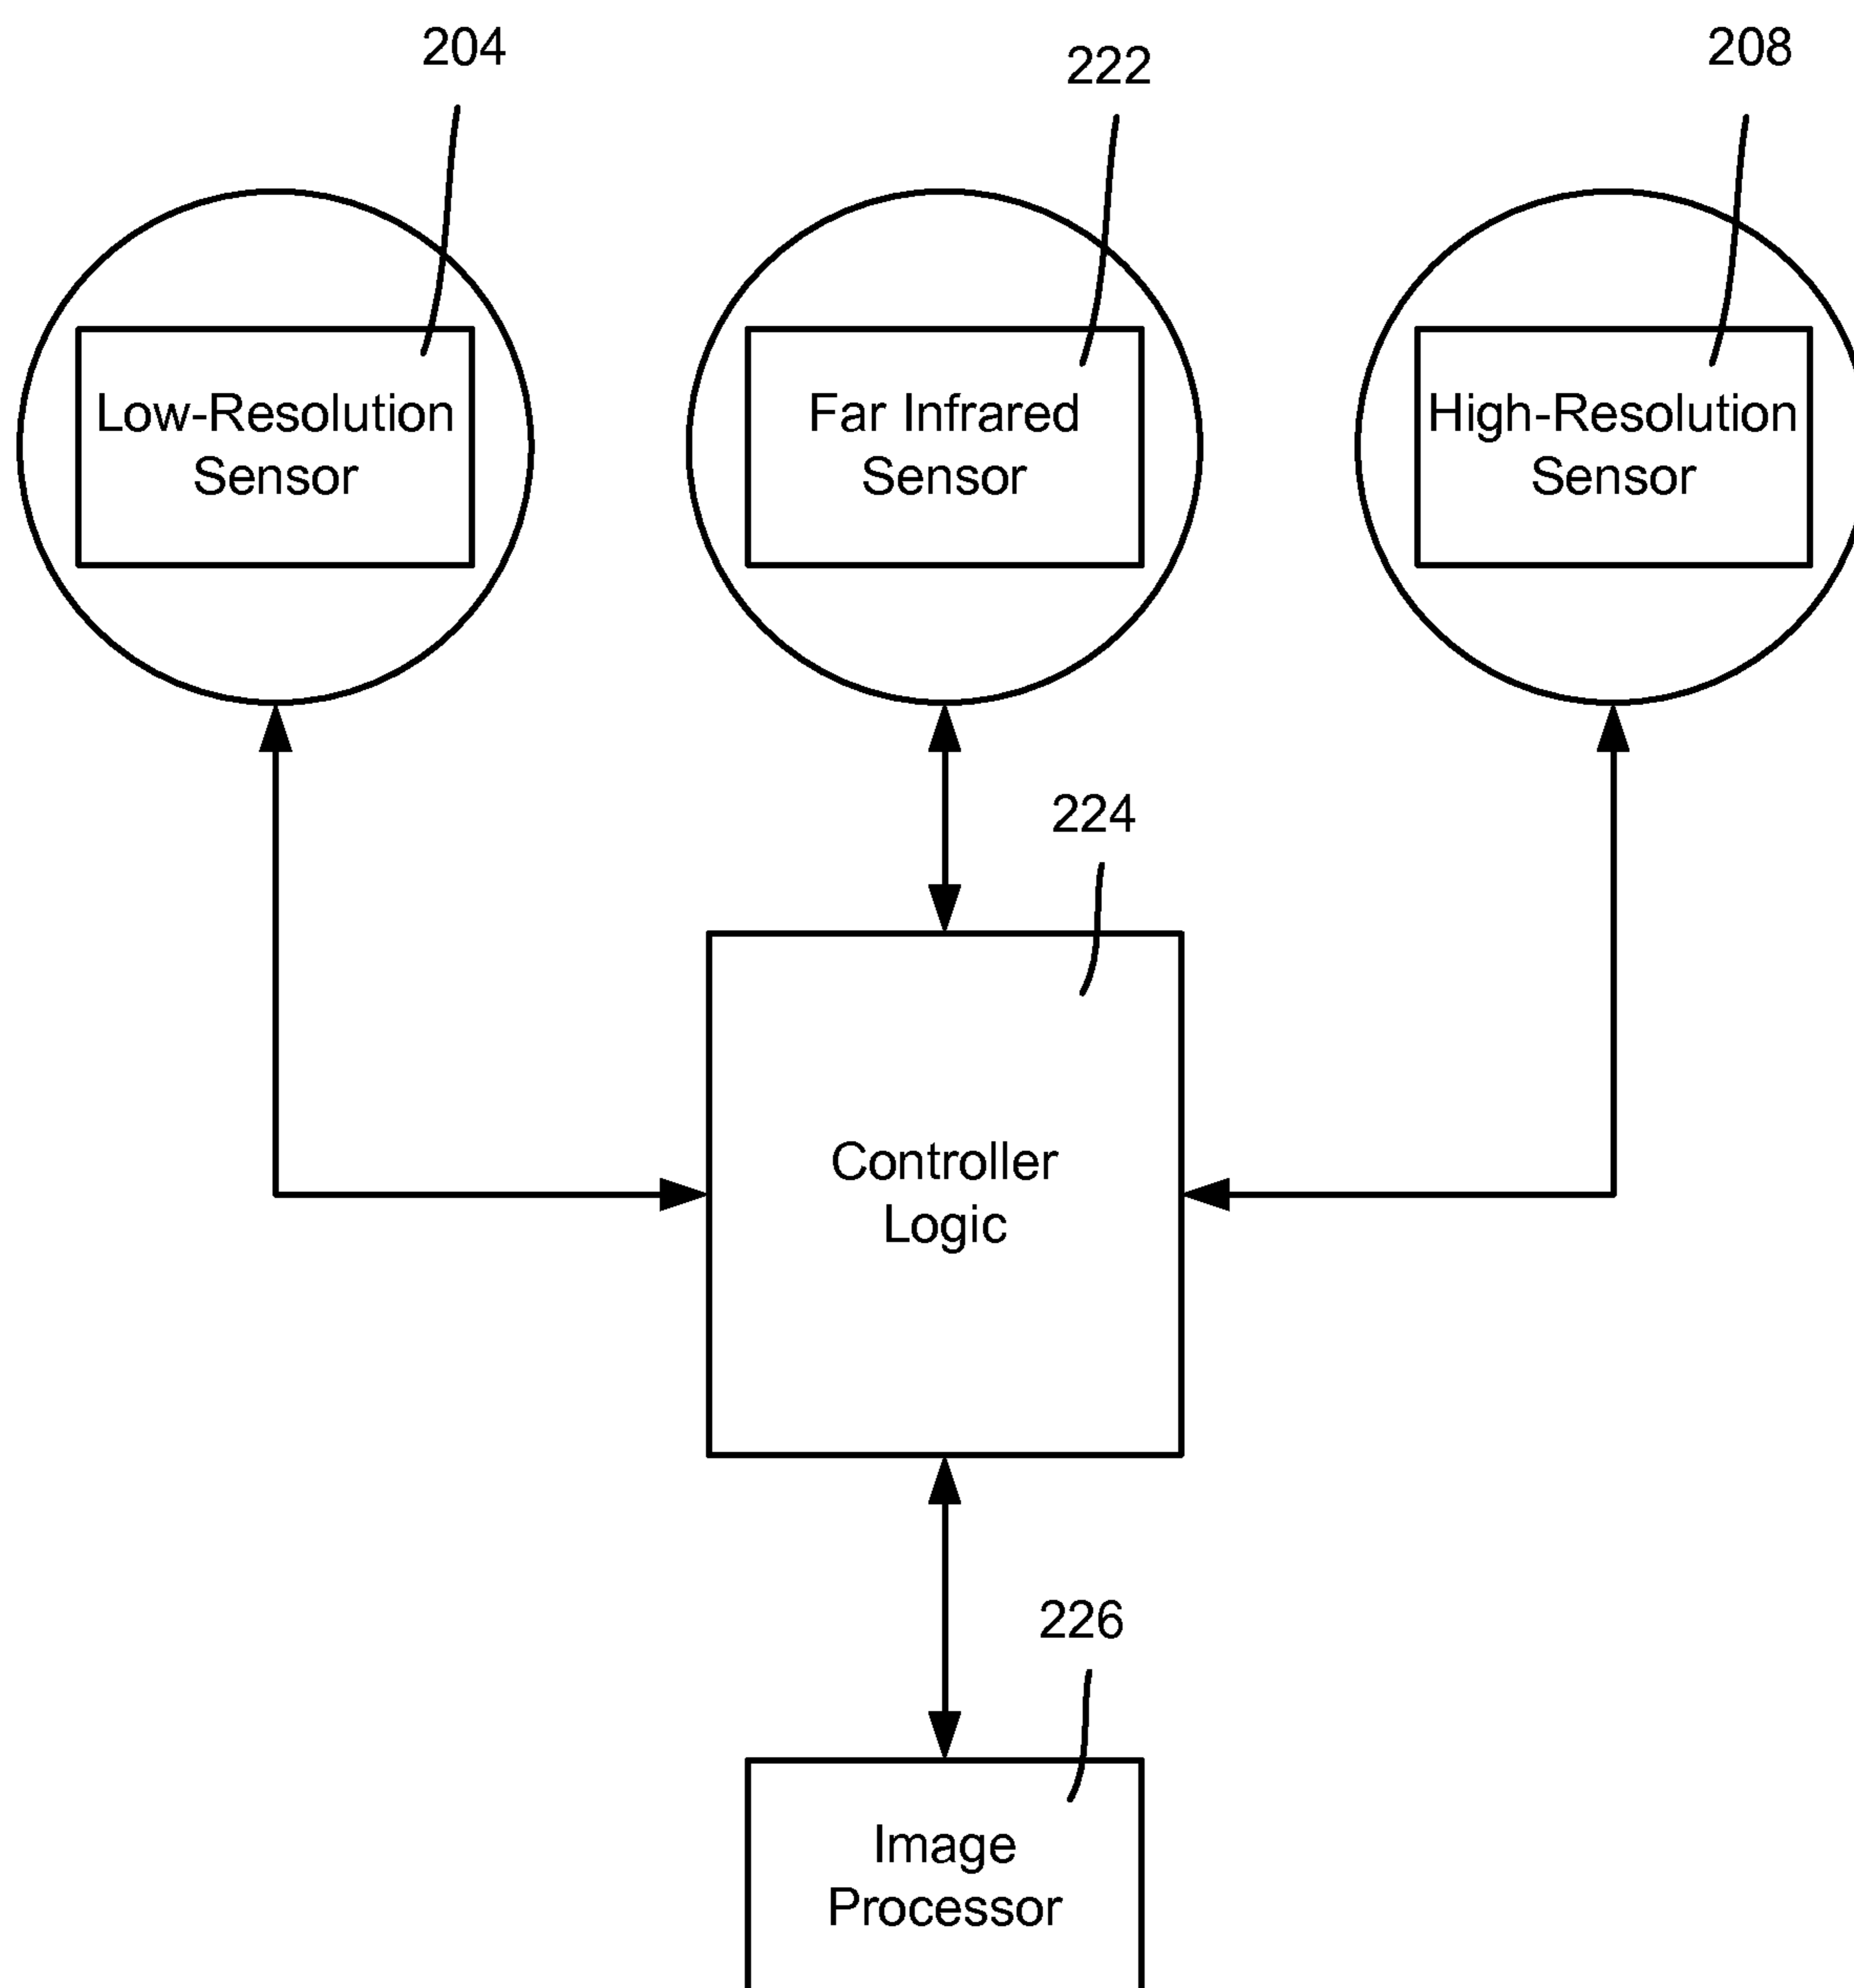 204
222
208
Low-Resolution
Sensor
Far Infrared
Sensor
High-Resolution
Sensor
224
Controller
Logic
226
Image
Processor